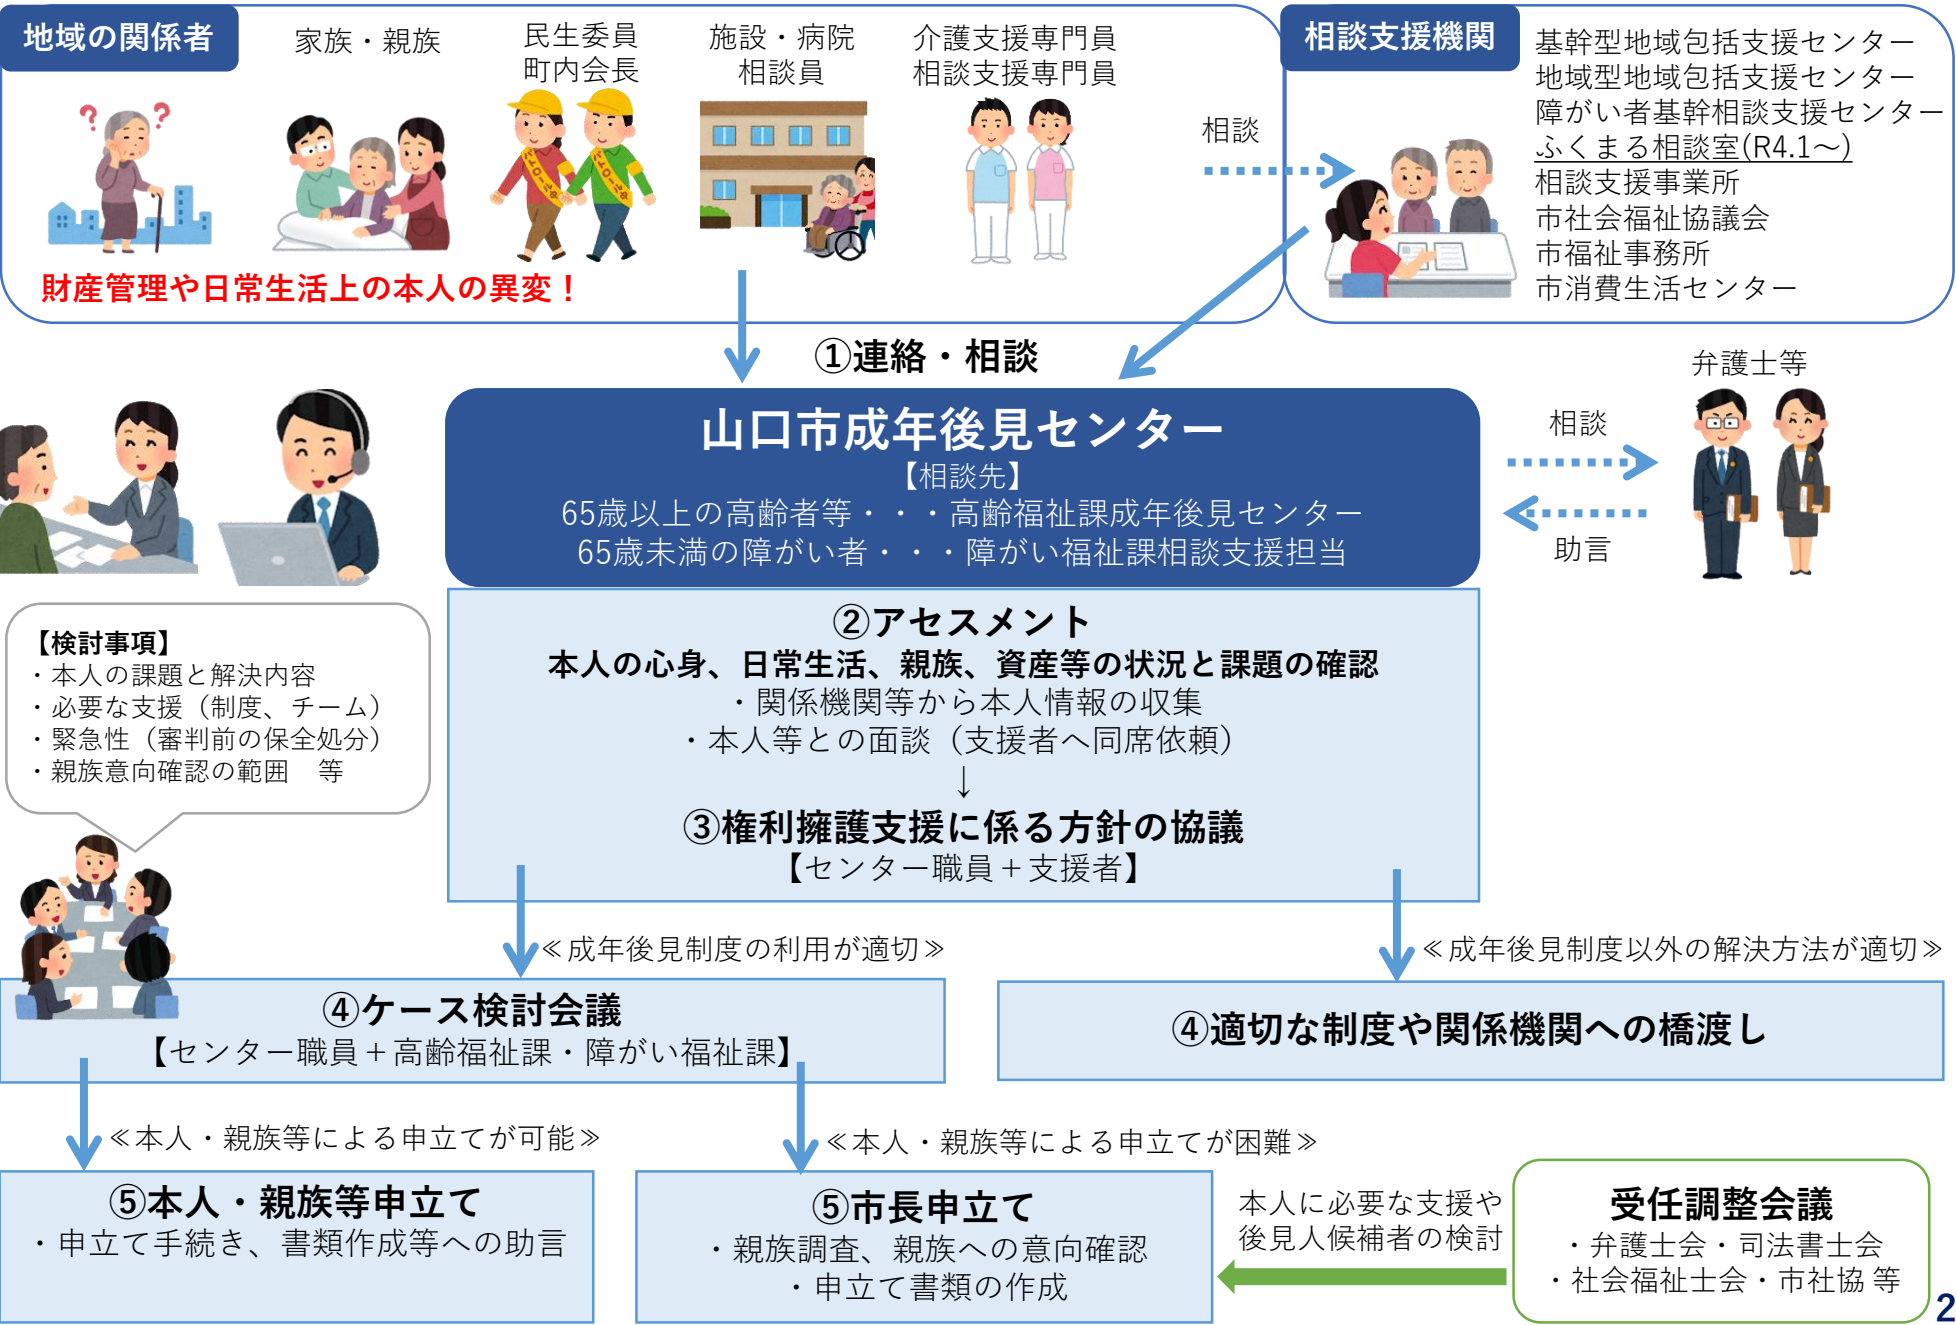 地域の関係者
家族・親族
民生委員
町内会長
施設・病院
相談員
介護支援専門員
相談支援専門員
パトロール中
パトロール中
財産管理や日常生活上の本人の異変！
相談
相談支援機関
基幹型地域包括支援センター
地域型地域包括支援センター
障がい者基幹相談支援センター
ふくまる相談室(R4.1～)
相談支援事業所
市社会福祉協議会
市福祉事務所
市消費生活センター
①連絡・相談
山口市成年後見センター
【相談先】
65歳以上の高齢者等・・・高齢福祉課成年後見センター
65歳未満の障がい者・・・障がい福祉課相談支援担当
弁護士等
相談
助言
②アセスメント
本人の心身、日常生活、親族、資産等の状況と課題の確認
・関係機関等から本人情報の収集
・本人等との面談（支援者へ同席依頼）
↓
③権利擁護支援に係る方針の協議
【センター職員＋支援者】
【検討事項】
・本人の課題と解決内容
・必要な支援（制度、チーム）
・緊急性（審判前の保全処分）
・親族意向確認の範囲　等
≪成年後見制度の利用が適切≫
≪成年後見制度以外の解決方法が適切≫
④ケース検討会議
【センター職員＋高齢福祉課・障がい福祉課】
④適切な制度や関係機関への橋渡し
≪本人・親族等による申立てが可能≫
≪本人・親族等による申立てが困難≫
⑤本人・親族等申立て
・申立て手続き、書類作成等への助言
⑤市長申立て
・親族調査、親族への意向確認
・申立て書類の作成
本人に必要な支援や
後見人候補者の検討
受任調整会議
・弁護士会・司法書士会
・社会福祉士会・市社協 等
2